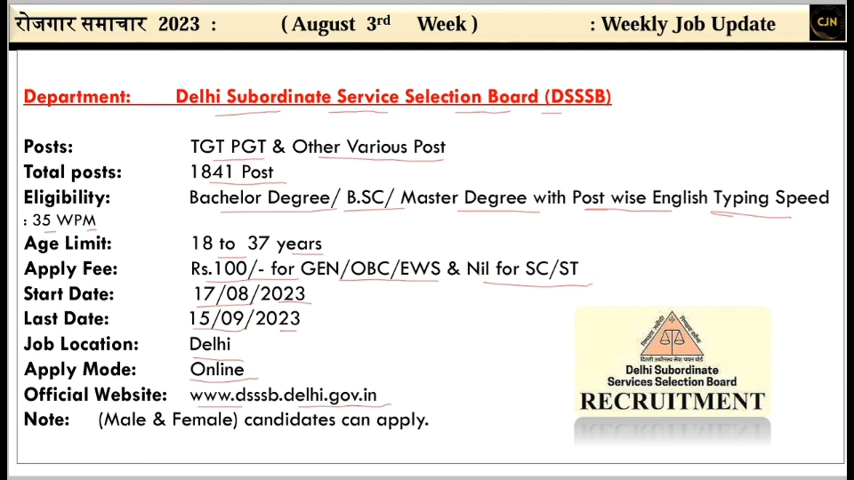 रोजगार समाचार 2023 : (August 3rd Week) : Weekly Job Update
CJN
Department: Delhi Subordinate Service Selection Board (DSSSB)
Posts: TGT PGT & Other Various Post
Total posts: 1841 Post
Eligibility: Bachelor Degree/ B.SC/ Master Degree with Post wise English Typing Speed
: 35 WPM
Age Limit: 18 to 37 years
Apply Fee: Rs.100/- for GEN/OBC/EWS & Nil for SC/ST
Start Date: 17/08/2023
Last Date: 15/09/2023
Job Location: Delhi
Apply Mode: Online
Official Website: www.dsssb.delhi.gov.in
Note: (Male & Female) candidates can apply.
Delhi Subordinate
Services Selection Board
RECRUITMENT